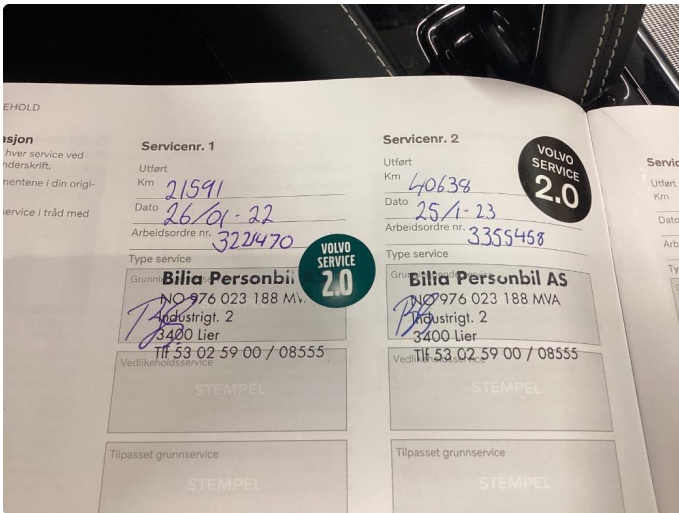 EHOLD
sjon
hver service ved
nderskrift.
mentene i din origi-
service i tråd med
Servicenr. 1
Utført
Km 21591
Dato 26/01-22
Arbeidsordre nr. 3221470
Type service
VOLVO
SERVICE
2.0
Bilia Personbil AS
NO 976 023 188 MV
Industrigt. 2
3400 Lier
Tlf 53 02 59 00 / 08555
Vedlikeholdsservice
STEMPEL
Tilpasset grunnservice
STEMPEL
Servicenr. 2
Utført
Km 40638
Dato 25/1-23
Arbeidsordre nr. 3355458
Type service
VOLVO
SERVICE
2.0
Bilia Personbil AS
NO 976 023 188 MVA
Industrigt. 2
3400 Lier
Tlf 53 02 59 00 / 08555
STEMPEL
Tilpasset grunnservice
STEMPEL
Servic
Utført
Km
Dato
Ar
Ty